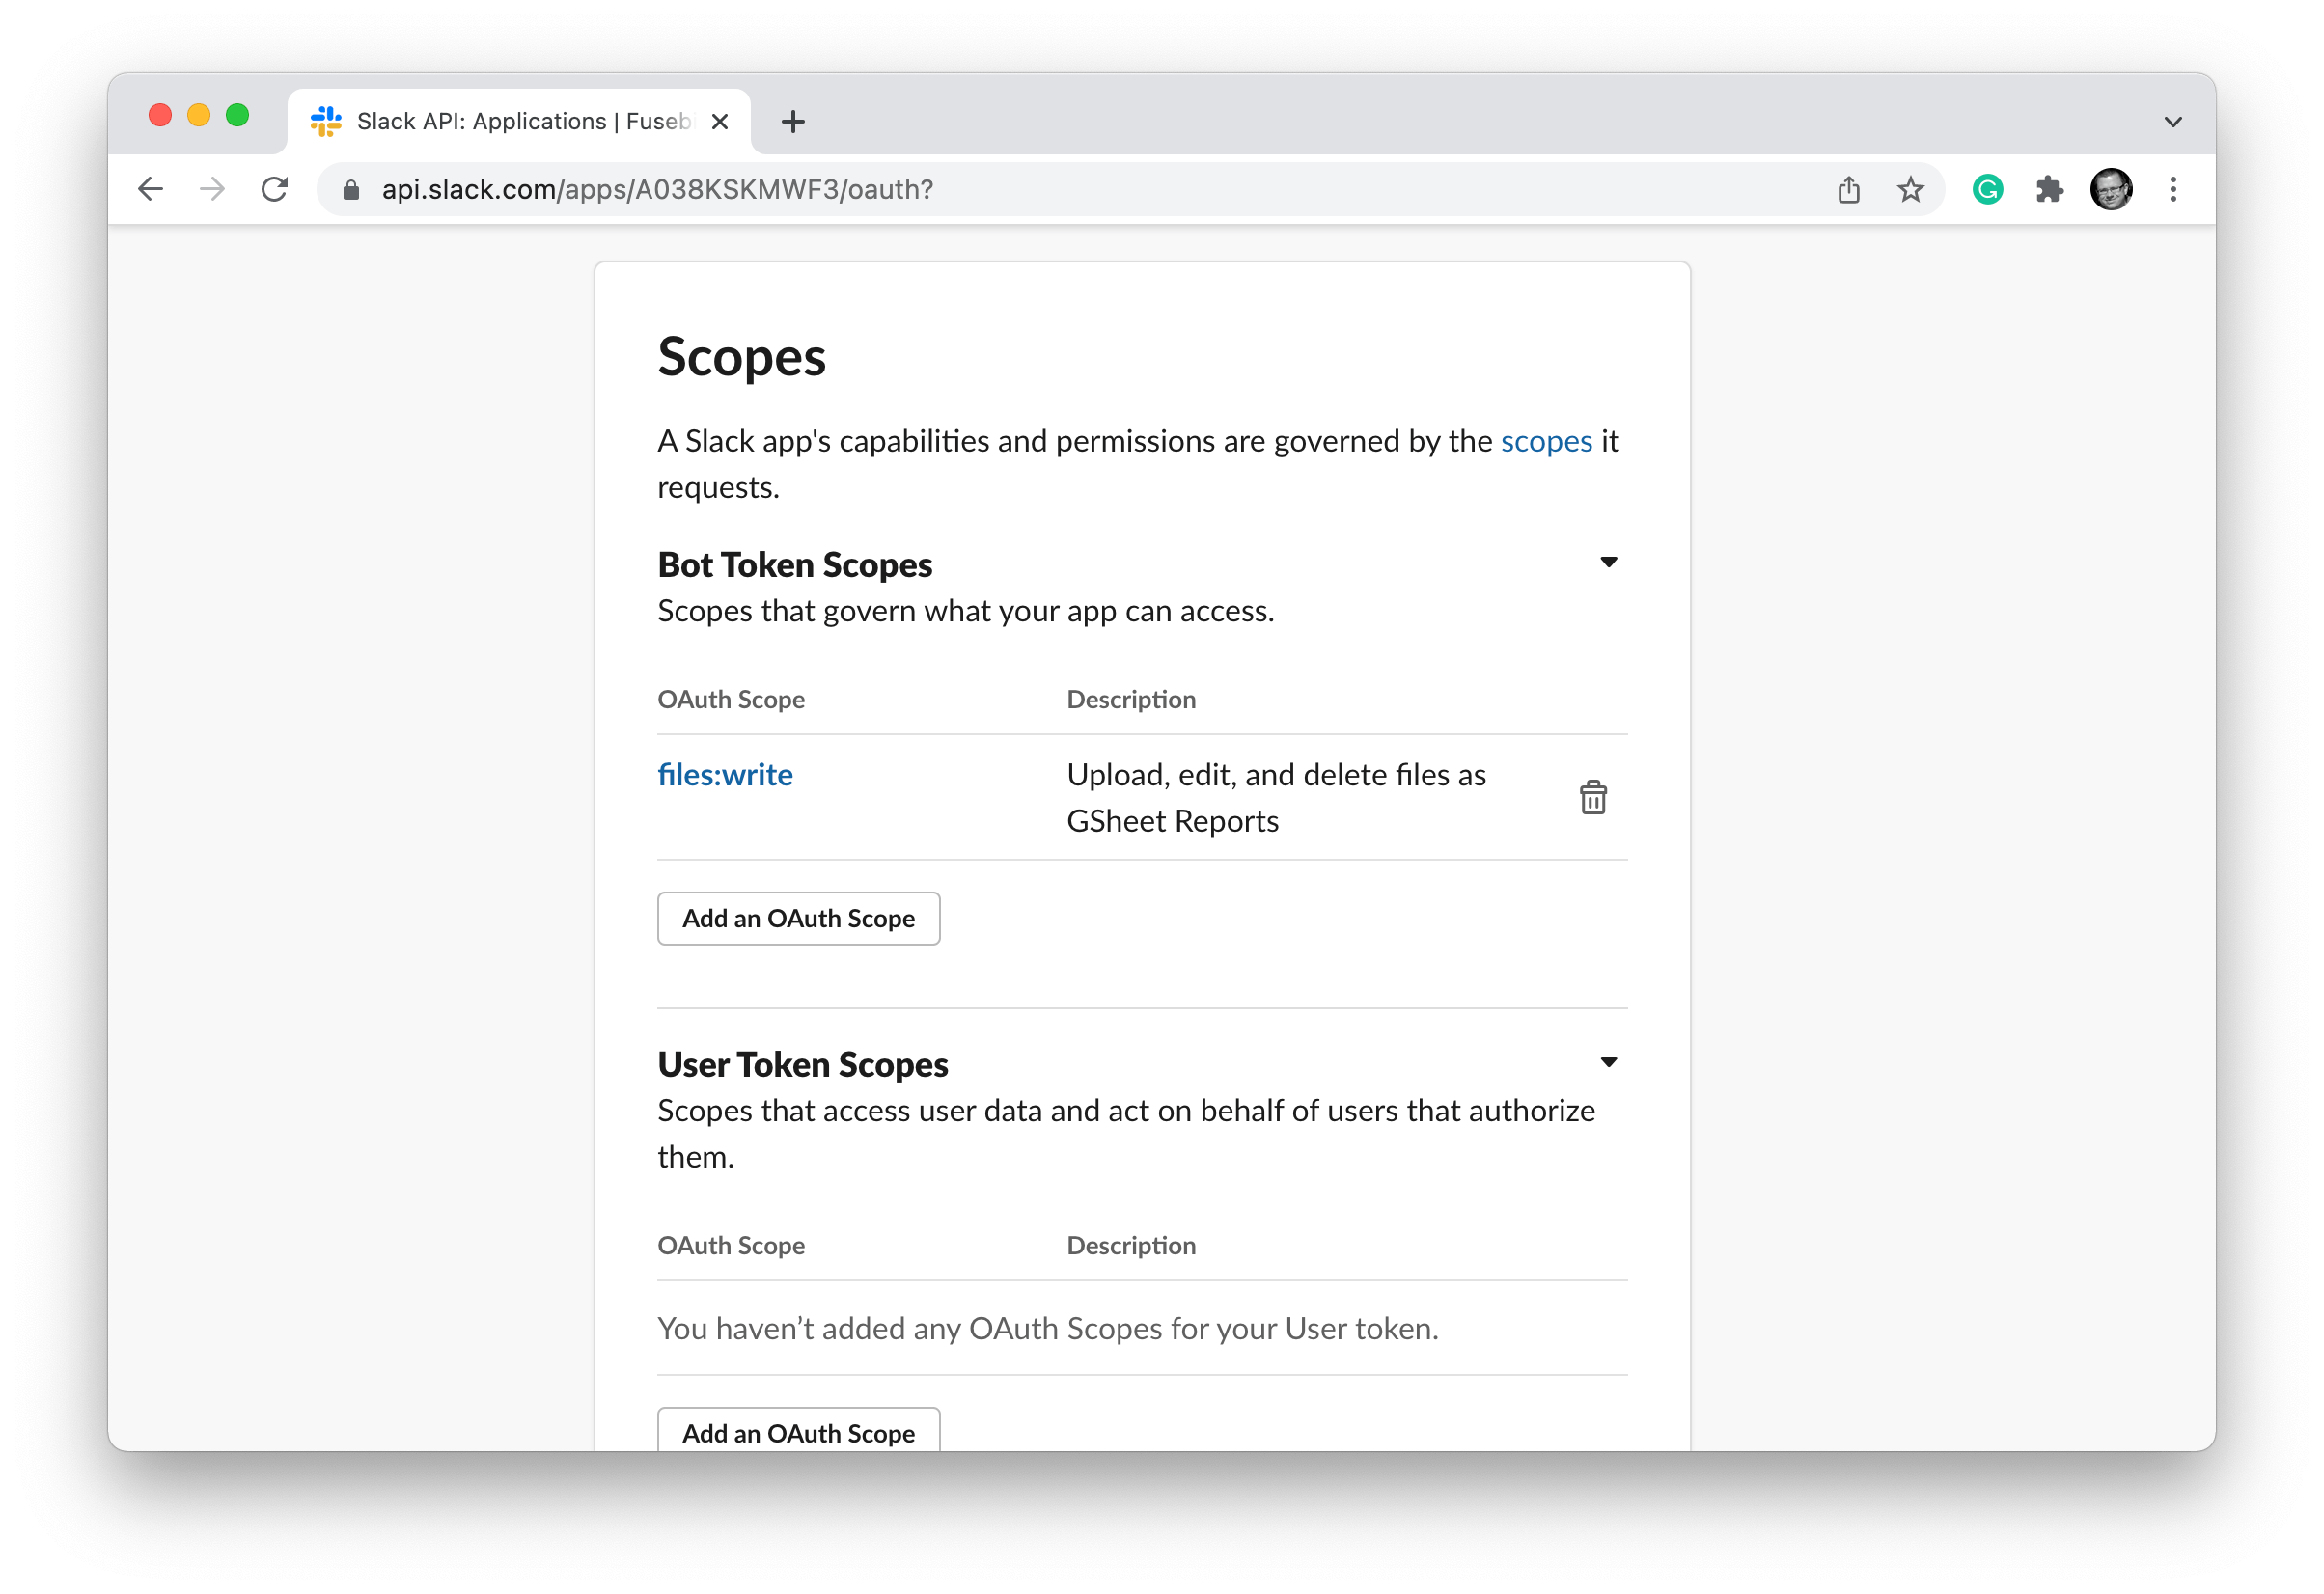 Slack API: Applications | Fuseb
api.slack.com/apps/A038KSKMWF3/oauth?
Scopes
A Slack app's capabilities and permissions are governed by the scopes it
requests.
Bot Token Scopes
Scopes that govern what your app can access.
OAuth Scope Description
files:write Upload, edit, and delete files as
GSheet Reports
Add an OAuth Scope
User Token Scopes
Scopes that access user data and act on behalf of users that authorize
them.
OAuth Scope Description
You haven’t added any OAuth Scopes for your User token.
Add an OAuth Scope